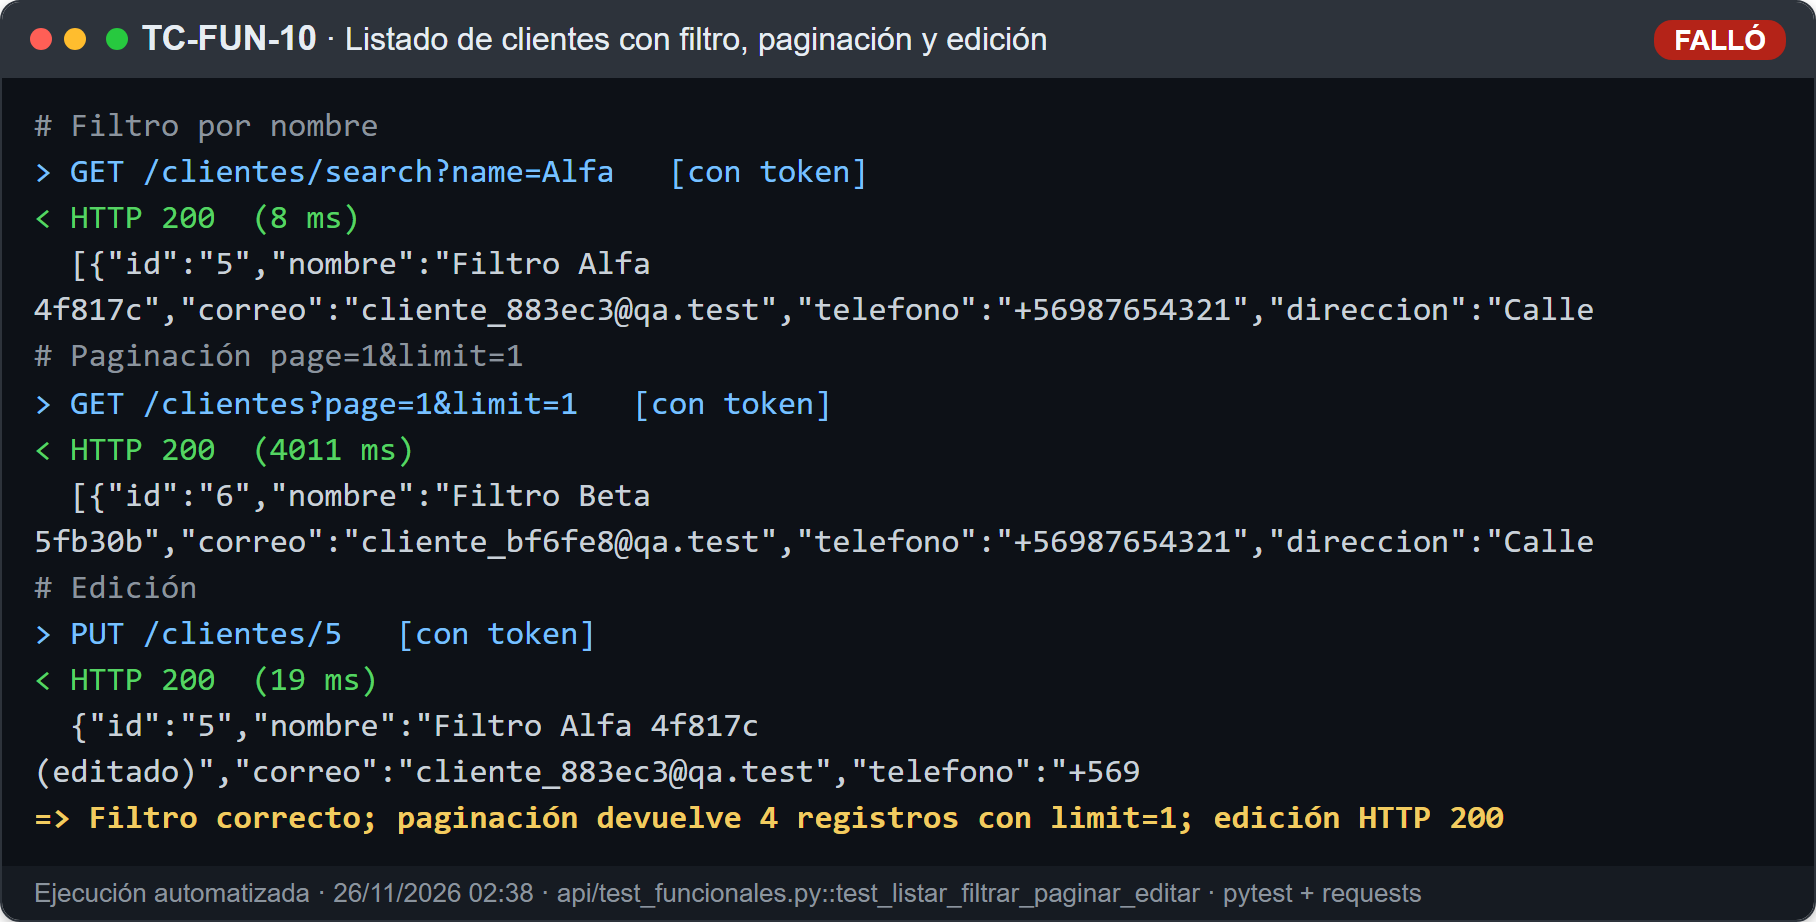 TC-FUN-10 · Listado de clientes con filtro, paginación y edición
FALLÓ
# Filtro por nombre
> GET /clientes/search?name=Alfa   [con token]
< HTTP 200  (8 ms)
[{"id":"5","nombre":"Filtro Alfa
4f817c","correo":"cliente_883ec3@qa.test","telefono":"+56987654321","direccion":"Calle
# Paginación page=1&limit=1
> GET /clientes?page=1&limit=1   [con token]
< HTTP 200  (4011 ms)
[{"id":"6","nombre":"Filtro Beta
5fb30b","correo":"cliente_bf6fe8@qa.test","telefono":"+56987654321","direccion":"Calle
# Edición
> PUT /clientes/5   [con token]
< HTTP 200  (19 ms)
{"id":"5","nombre":"Filtro Alfa 4f817c
(editado)","correo":"cliente_883ec3@qa.test","telefono":"+569
=> Filtro correcto; paginación devuelve 4 registros con limit=1; edición HTTP 200
Ejecución automatizada · 26/11/2026 02:38 · api/test_funcionales.py::test_listar_filtrar_paginar_editar · pytest + requests